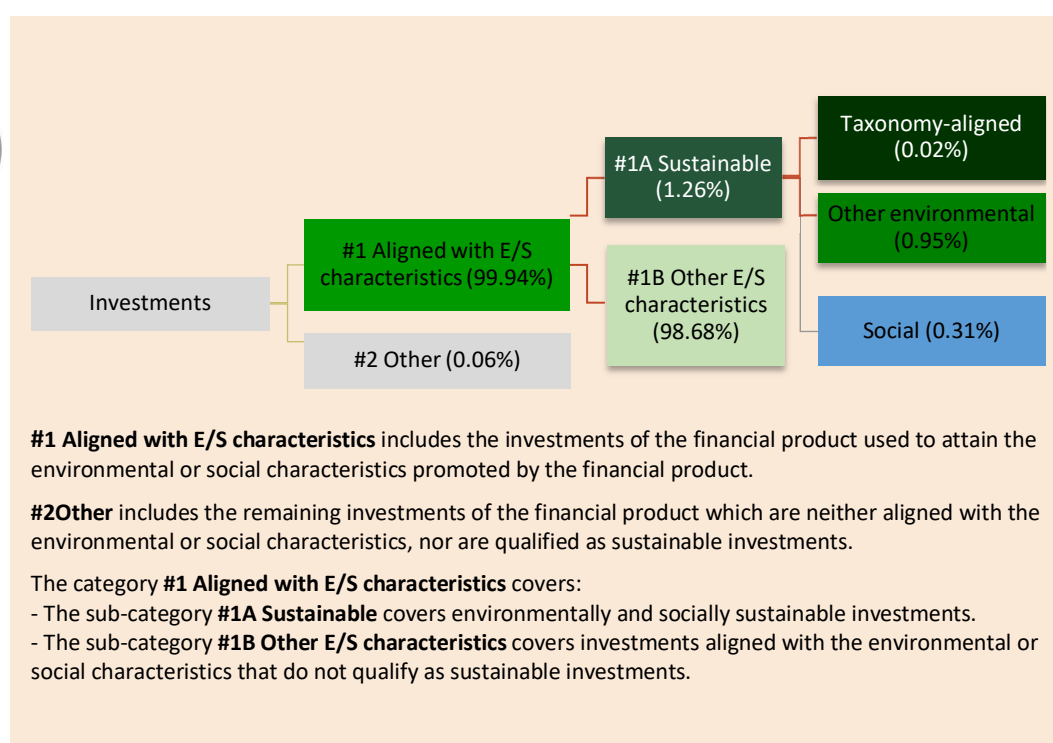 Taxonomy-aligned
(0.02%)
#1A Sustainable
(1.26%)
Other environmental
(0.95%)
#1 Aligned with E/S
characteristics (99.94%)
#1B Other E/S
characteristics
(98.68%)
Investments
Social (0.31%)
#2 Other (0.06%)
#1 Aligned with E/S characteristics includes the investments of the financial product used to attain the
environmental or social characteristics promoted by the financial product.
#2Other includes the remaining investments of the financial product which are neither aligned with the
environmental or social characteristics, nor are qualified as sustainable investments.
The category #1 Aligned with E/S characteristics covers:
- The sub-category #1A Sustainable covers environmentally and socially sustainable investments.
- The sub-category #1B Other E/S characteristics covers investments aligned with the environmental or
social characteristics that do not qualify as sustainable investments.